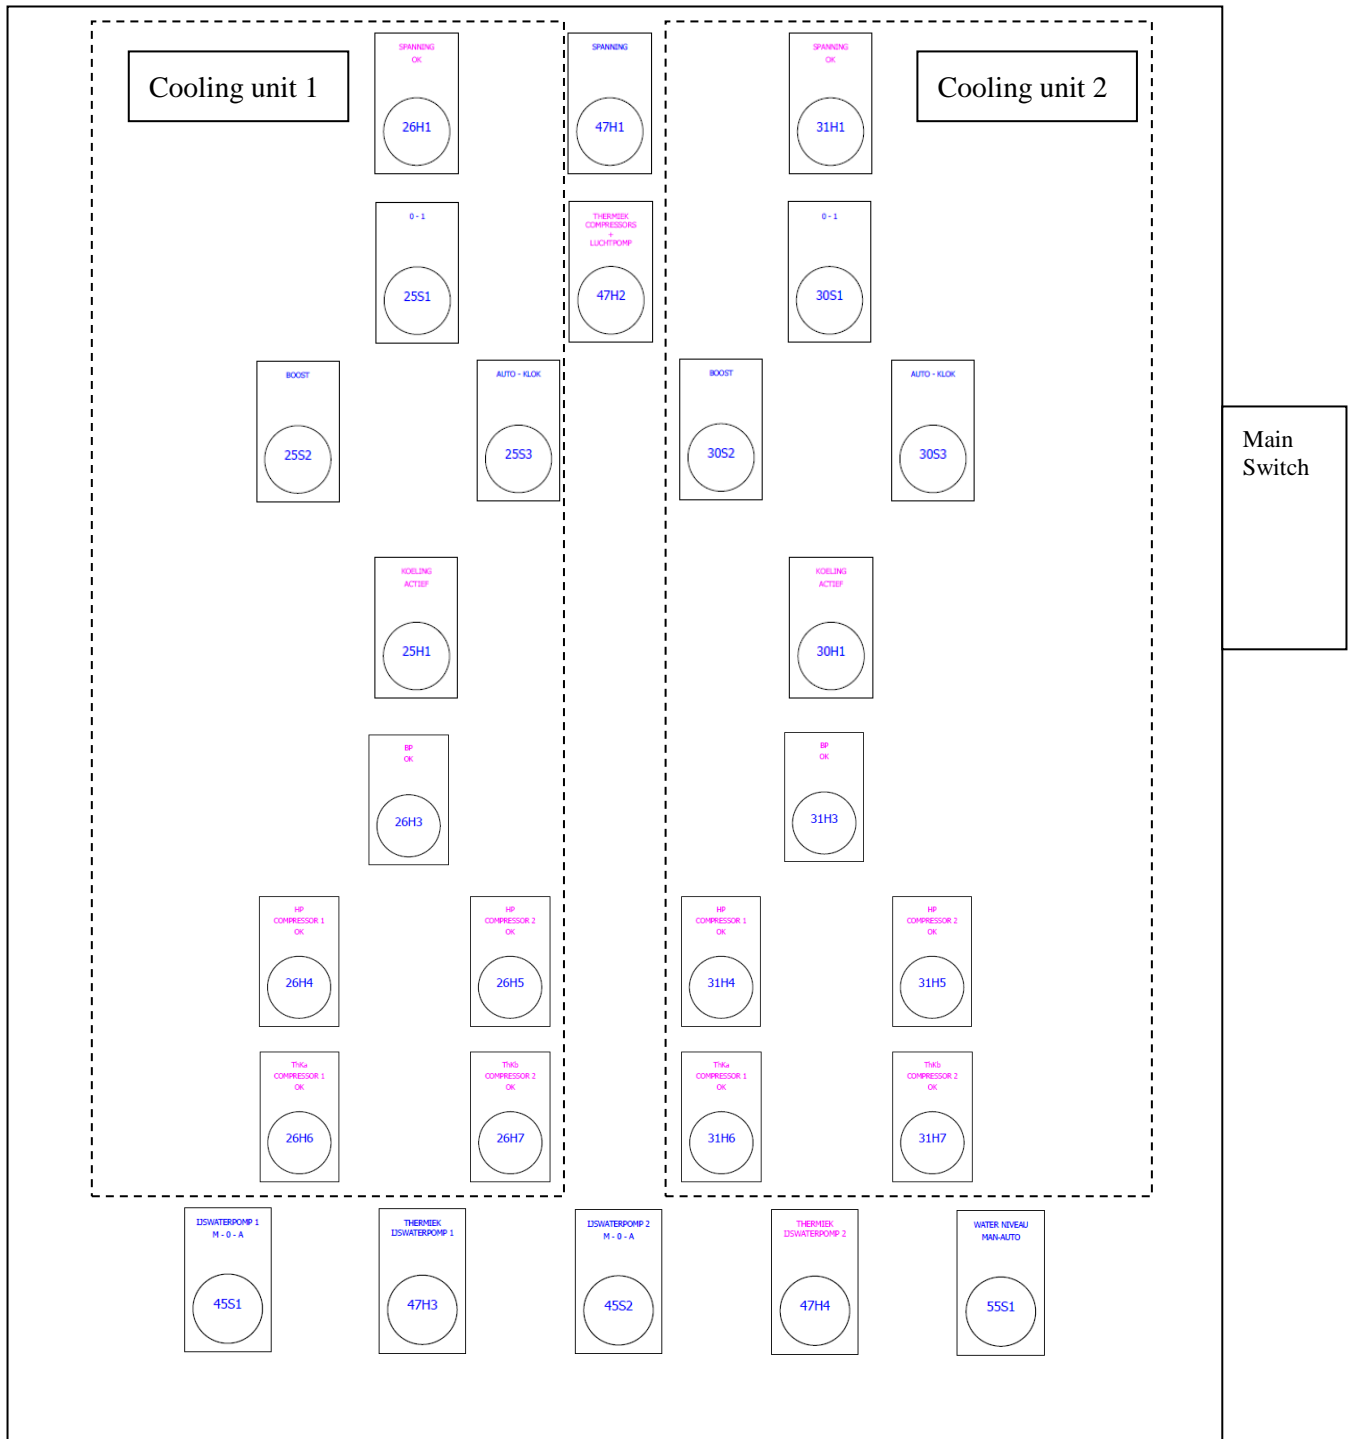 Cooling unit 1
SPANNING
OK
26H1
SPANNING
47H1
SPANNING
OK
31H1
Cooling unit 2
0 - 1
25S1
THERMIEK
COMPRESSORS
+
LUCHTPOMP
47H2
0 - 1
30S1
BOOST
25S2
AUTO - KLOK
25S3
BOOST
30S2
AUTO - KLOK
30S3
Main
Switch
KOELING
ACTIEF
25H1
KOELING
ACTIEF
30H1
BP
OK
26H3
BP
OK
31H3
HP
COMPRESSOR 1
OK
26H4
HP
COMPRESSOR 2
OK
26H5
HP
COMPRESSOR 1
OK
31H4
HP
COMPRESSOR 2
OK
31H5
ThKa
COMPRESSOR 1
OK
26H6
ThKb
COMPRESSOR 2
OK
26H7
ThKa
COMPRESSOR 1
OK
31H6
ThKb
COMPRESSOR 2
OK
31H7
IJSWATERPOMP 1
M - 0 - A
45S1
THERMIEK
IJSWATERPOMP 1
47H3
IJSWATERPOMP 2
M - 0 - A
45S2
THERMIEK
IJSWATERPOMP 2
47H4
WATER NIVEAU
MAN-AUTO
55S1